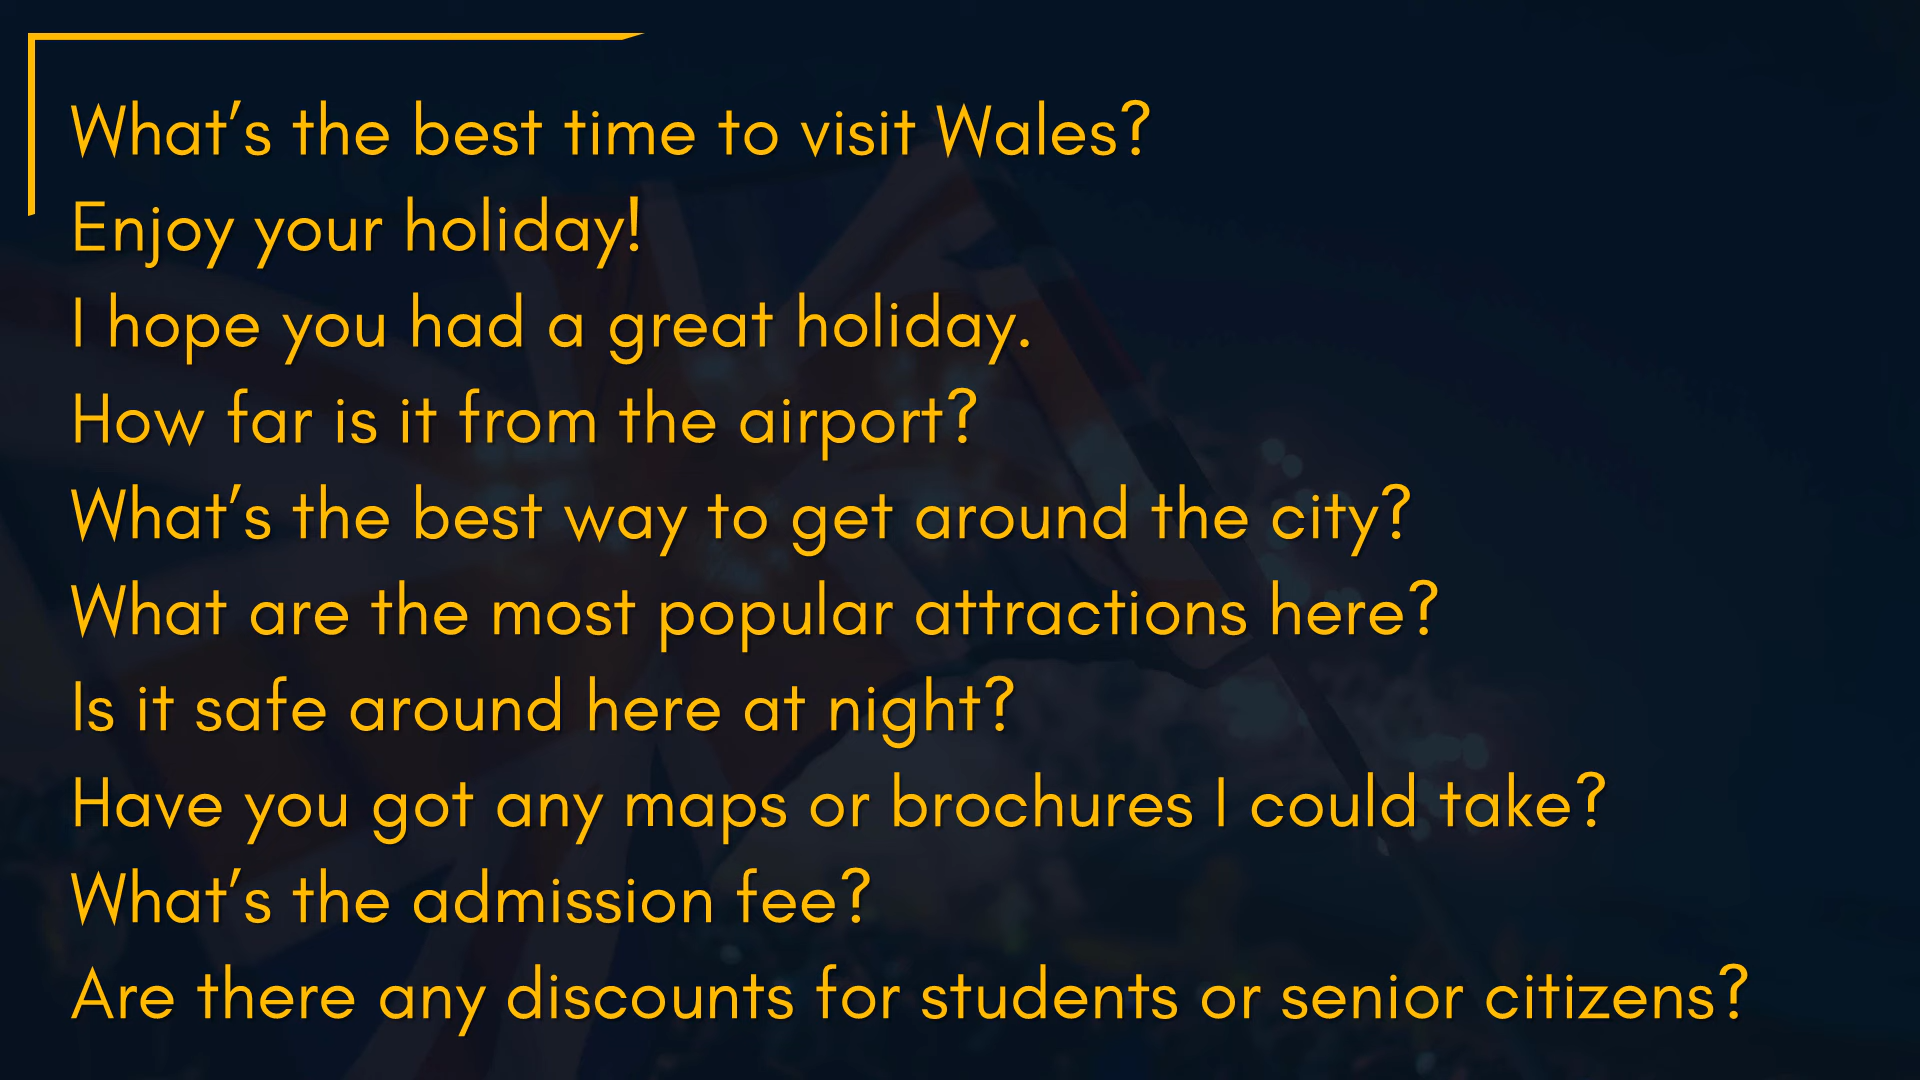 What's the best time to visit Wales?
Enjoy your holiday!
I hope you had a great holiday.
How far is it from the airport?
What's the best way to get around the city?
What are the most popular attractions here?
Is it safe around here at night?
Have you got any maps or brochures I could take?
What's the admission fee?
Are there any discounts for students or senior citizens?